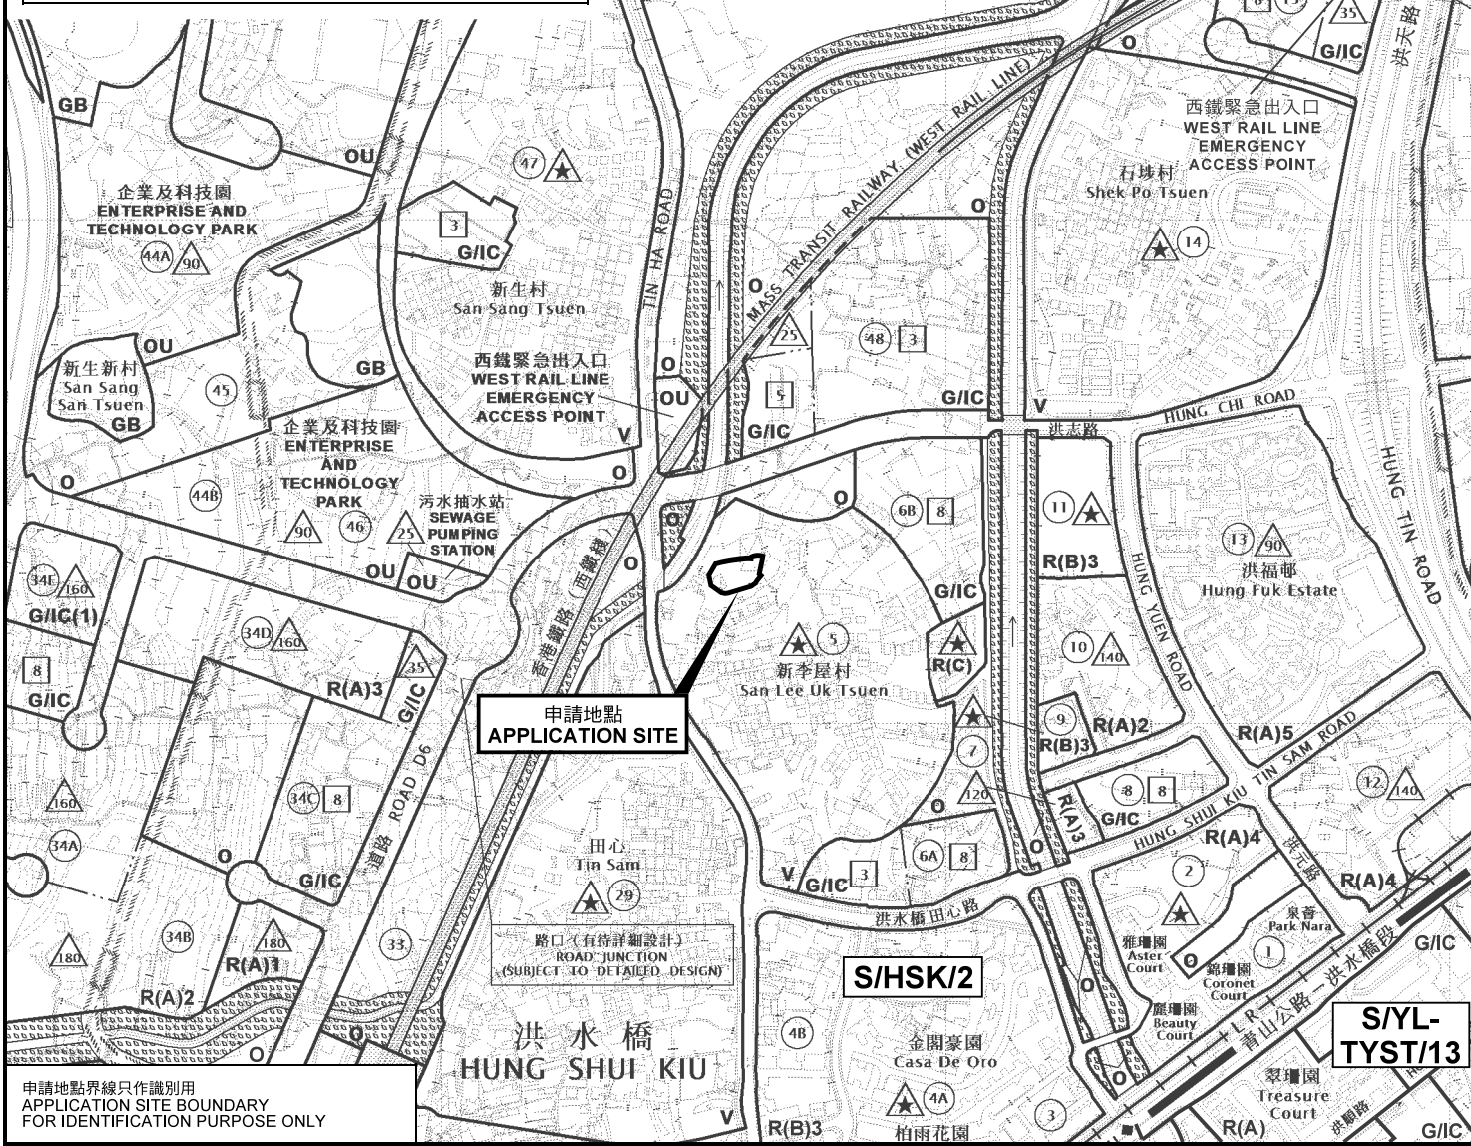 35
G/IC
O
洪天路
GB
OU
47
西鐵緊急出入口
WEST RAIL LINE
EMERGENCY
ACCESS POINT
石埗村
Shek Po Tsuen
14
企業及科技園
ENTERPRISE AND
TECHNOLOGY PARK
44A
90
3
G/IC
新生村
San Sang Tsuen
TIN HA ROAD
MASS TRANSIT RAILWAY (WEST RAIL LINE)
O
O
25
48
3
OU
新生新村
San Sang
San Tsuen
GB
45
GB
西鐵緊急出入口
WEST RAIL LINE
EMERGENCY
ACCESS POINT
O
OU
V
5
G/IC
G/IC
V
HUNG CHI ROAD
洪志路
HUNG TIN ROAD
企業及科技園
ENTERPRISE
AND
TECHNOLOGY
PARK
O
44B
90
46
25
污水抽水站
SEWAGE
PUMPING
STATION
OU
OU
O
O
O
O
6B
8
G/IC
11
R(B)3
13
90
洪福邨
Hung Fuk Estate
HUNG YUEN ROAD
34E
160
G/IC(1)
8
G/IC
34D
160
R(A)3
35
G/IC
香港鐵路 (西鐵綫)
申請地點
APPLICATION SITE
5
新李屋村
San Lee Uk Tsuen
R(C)
10
140
9
R(B)3
R(A)2
R(A)5
7
120
R(A)3
8
8
G/IC
HUNG SHUI KIU TIN SAM ROAD
12
140
160
34A
34C
8
道路 ROAD D6
O
G/IC
田心
Tin Sam
29
V
G/IC
3
O
6A
8
O
洪水橋田心路
R(A)4
2
洪元路
R(A)4
34B
180
180
R(A)1
R(A)2
33
路口 (有待詳細設計)
ROAD JUNCTION
(SUBJECT TO DETAILED DESIGN)
S/HSK/2
泉薈
Park Nara
1
雅珊園
Aster
Court
O
錦珊園
Coronet
Court
麗珊園
Beauty
Court
G/IC
L R
青山公路－洪水橋段
S/YL-
TYST/13
洪水橋
HUNG SHUI KIU
O
O
4B
金閣豪園
Casa De Oro
4A
柏雨花園
O
O
3
翠珊園
Treasure
Court
洪順路
V
R(B)3
R(A)
G/IC
申請地點界線只作識別用
APPLICATION SITE BOUNDARY
FOR IDENTIFICATION PURPOSE ONLY